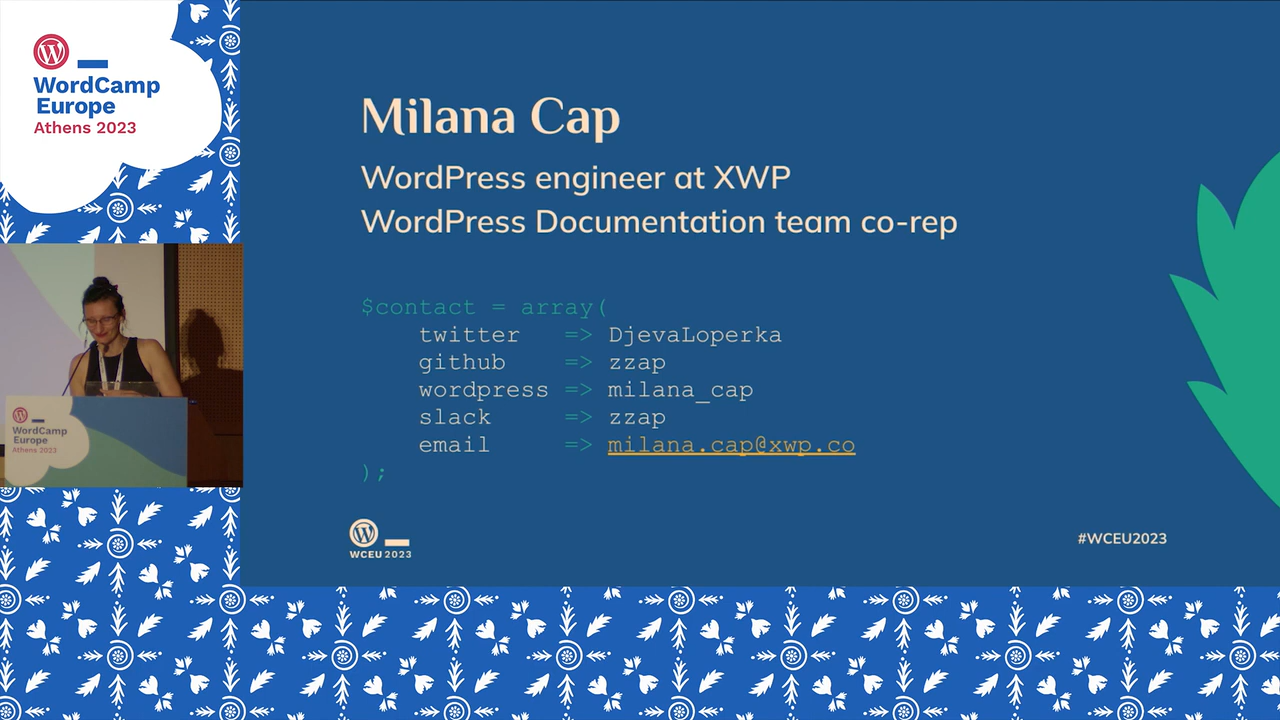 WordCamp
Europe
Athens 2023
Milana Cap
WordPress engineer at XWP
WordPress Documentation team co-rep
$contact = array(
twitter => DjevaLoperka
github => zzap
wordpress => milana_cap
slack => zzap
email => milana.cap@xwp.co
);
WordCamp
Europe
Athens 2023
WCEU 2023
#WCEU2023